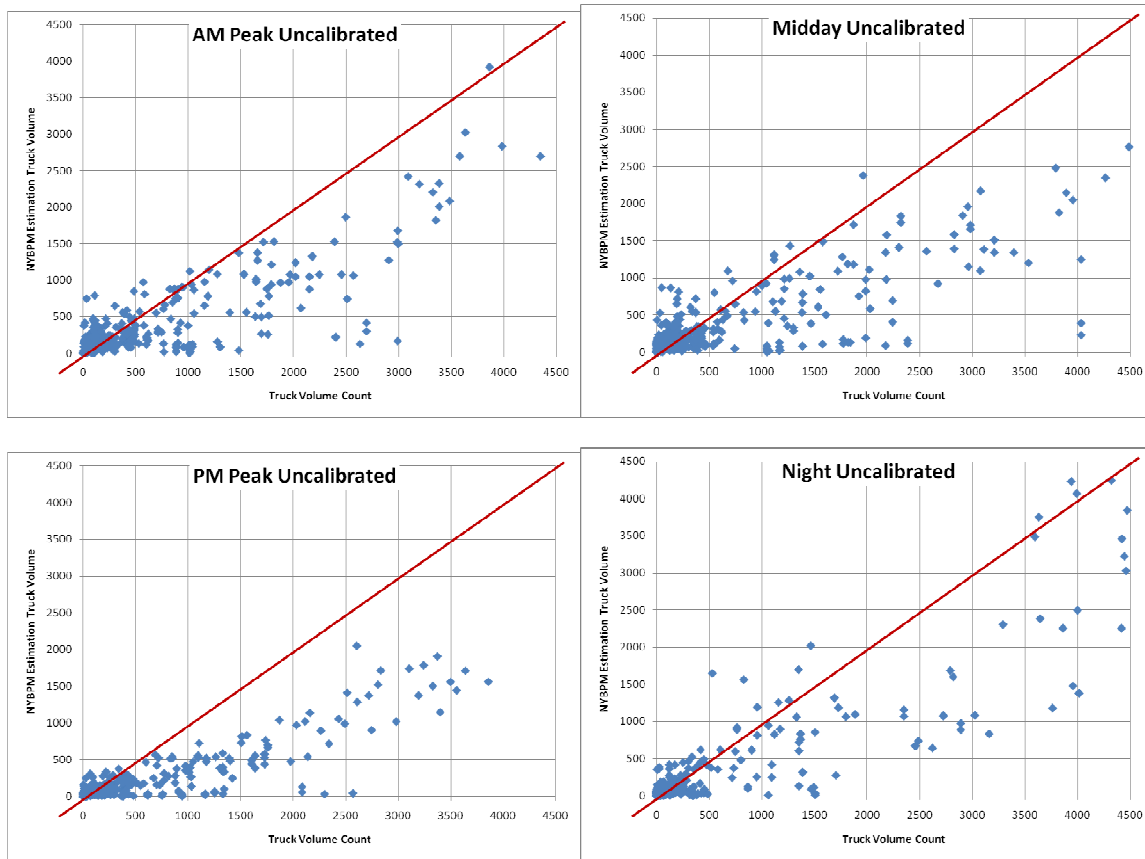 AM Peak Uncalibrated
NYBPM Estimation Truck Volume
4500
4000
3500
3000
2500
2000
1500
1000
500
0
0 500 1000 1500 2000 2500 3000 3500 4000 4500
Truck Volume Count
Midday Uncalibrated
NYBPM Estimation Truck Volume
4500
4000
3500
3000
2500
2000
1500
1000
500
0
0 500 1000 1500 2000 2500 3000 3500 4000 4500
Truck Volume Count
PM Peak Uncalibrated
NYBPM Estimation Truck Volume
4500
4000
3500
3000
2500
2000
1500
1000
500
0
0 500 1000 1500 2000 2500 3000 3500 4000 4500
Truck Volume Count
Night Uncalibrated
NYBPM Estimation Truck Volume
4500
4000
3500
3000
2500
2000
1500
1000
500
0
0 500 1000 1500 2000 2500 3000 3500 4000 4500
Truck Volume Count